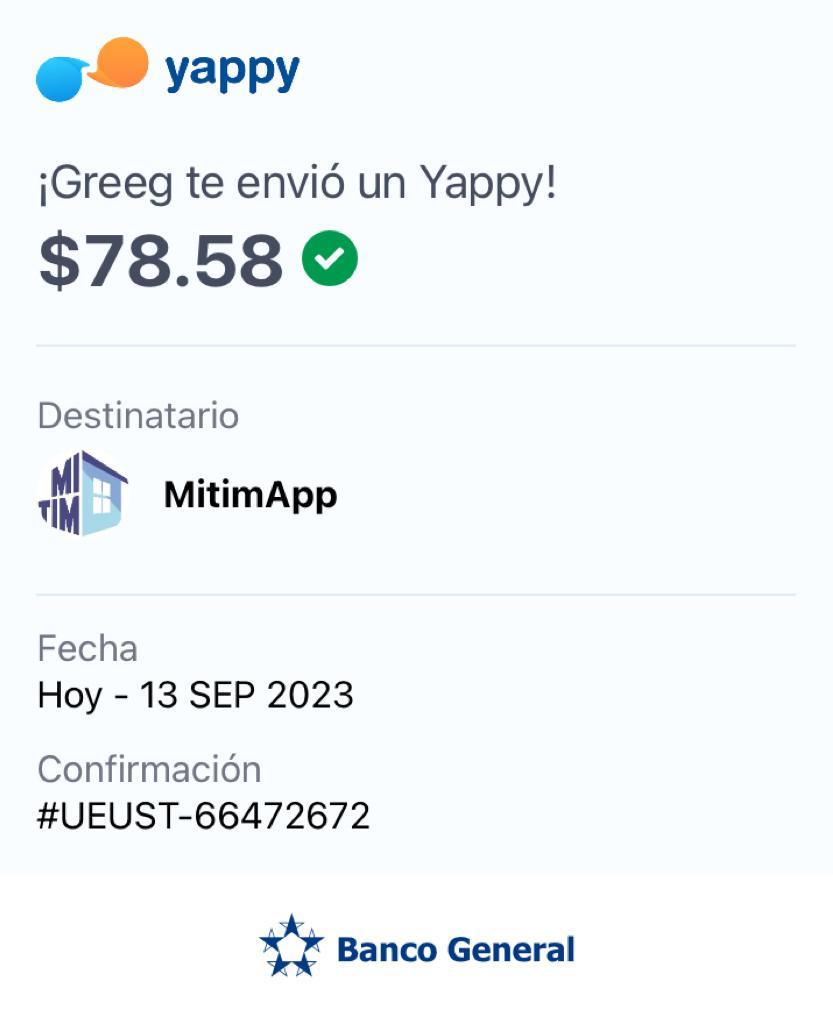 yappy
¡Greeg te envió un Yappy!
$78.58
Destinatario
MI
TIM
MitimApp
Fecha
Hoy - 13 SEP 2023
Confirmación
#UEUST-66472672
Banco General